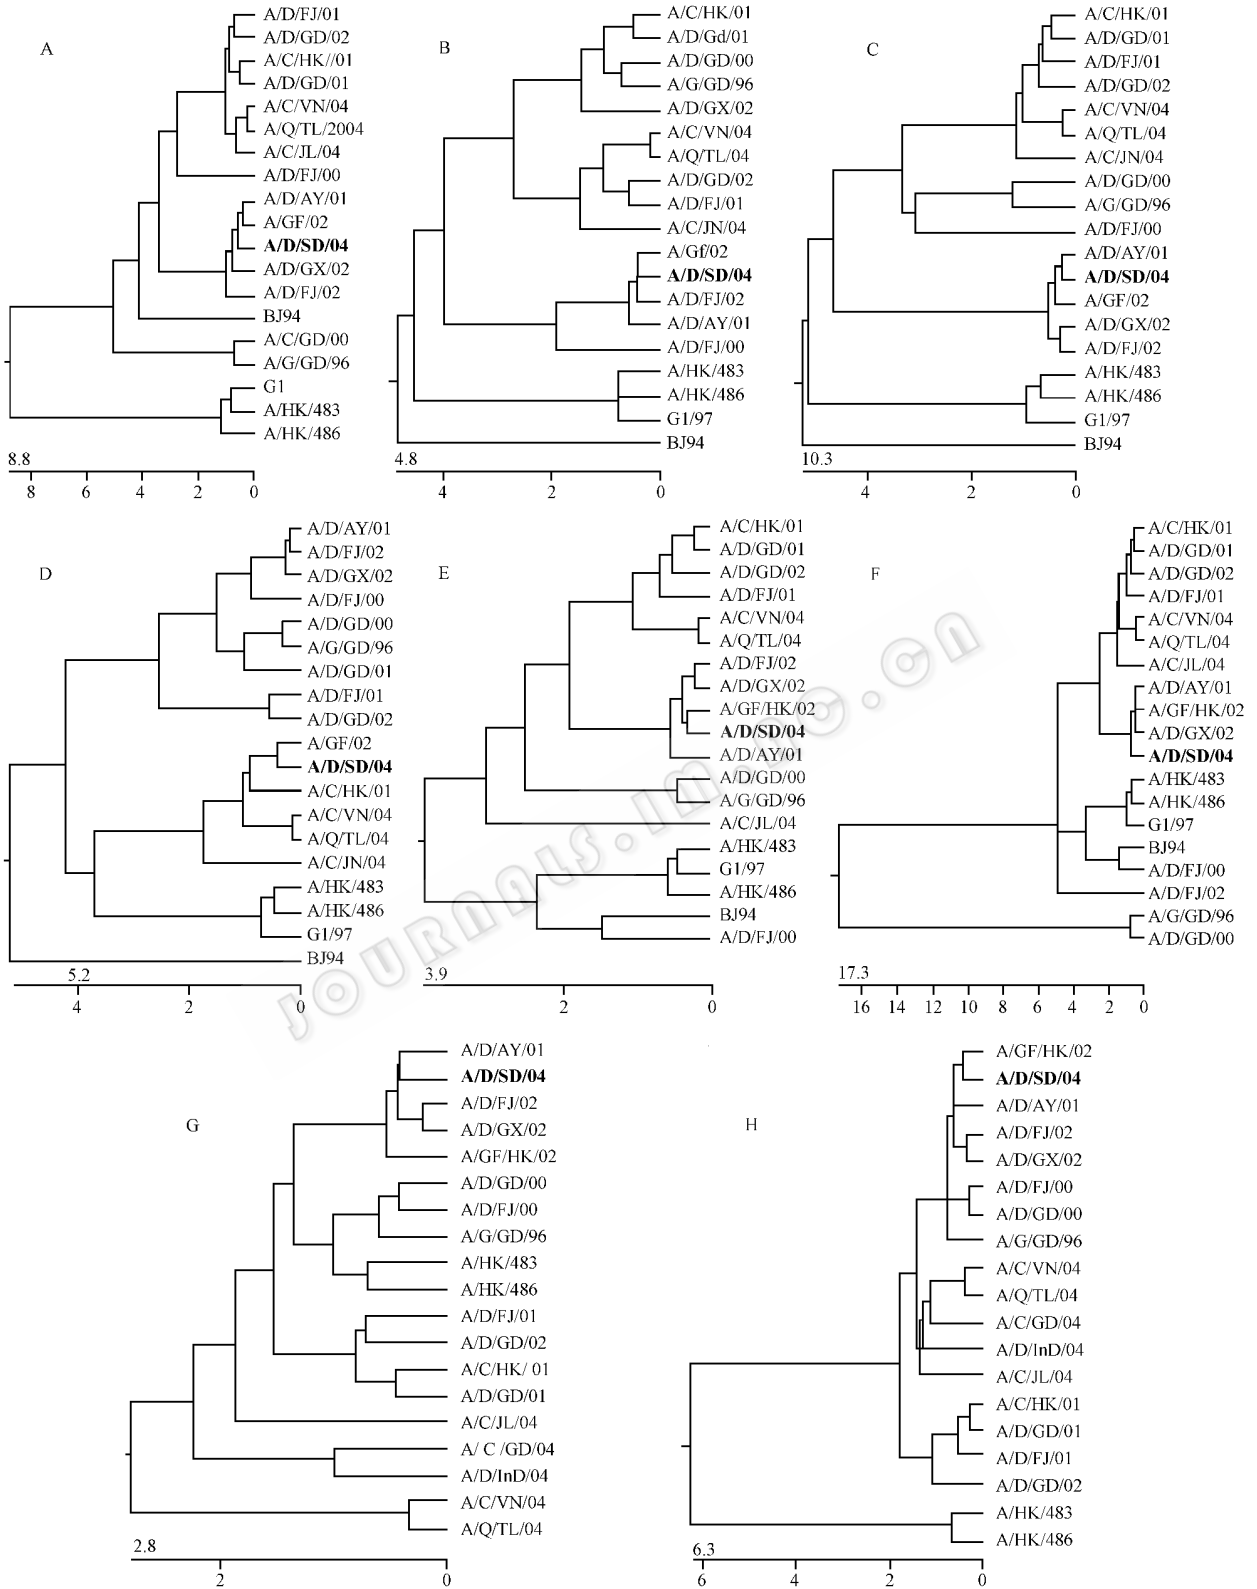 A
A/D/FJ/01
A/D/GD/02
A/C/HK//01
A/D/GD/01
A/C/VN/04
A/Q/TL/2004
A/C/JL/04
A/D/FJ/00
A/D/AY/01
A/GF/02
A/D/SD/04
A/D/GX/02
A/D/FJ/02
BJ94
A/C/GD/00
A/G/GD/96
G1
A/HK/483
A/HK/486
8.8
8 6 4 2 0
B
A/C/HK/01
A/D/Gd/01
A/D/GD/00
A/G/GD/96
A/D/GX/02
A/C/VN/04
A/Q/TL/04
A/D/GD/02
A/D/FJ/01
A/C/JN/04
A/Gf/02
A/D/SD/04
A/D/FJ/02
A/D/AY/01
A/D/FJ/00
A/HK/483
A/HK/486
G1/97
BJ94
4.8
4 2 0
C
A/C/HK/01
A/D/GD/01
A/D/FJ/01
A/D/GD/02
A/C/VN/04
A/Q/TL/04
A/C/JN/04
A/D/GD/00
A/G/GD/96
A/D/FJ/00
A/D/AY/01
A/D/SD/04
A/GF/02
A/D/GX/02
A/D/FJ/02
A/HK/483
A/HK/486
G1/97
BJ94
10.3
4 2 0
D
A/D/AY/01
A/D/FJ/02
A/D/GX/02
A/D/FJ/00
A/D/GD/00
A/G/GD/96
A/D/GD/01
A/D/FJ/01
A/D/GD/02
A/GF/02
A/D/SD/04
A/C/HK/01
A/C/VN/04
A/Q/TL/04
A/C/JN/04
A/HK/483
A/HK/486
G1/97
BJ94
5.2
4 2 0
E
A/C/HK/01
A/D/GD/01
A/D/GD/02
A/D/FJ/01
A/C/VN/04
A/Q/TL/04
A/D/FJ/02
A/D/GX/02
A/GF/HK/02
A/D/SD/04
A/D/AY/01
A/D/GD/00
A/G/GD/96
A/C/JL/04
A/HK/483
G1/97
A/HK/486
BJ94
A/D/FJ/00
3.9
2 0
F
A/C/HK/01
A/D/GD/01
A/D/GD/02
A/D/FJ/01
A/C/VN/04
A/Q/TL/04
A/C/JL/04
A/D/AY/01
A/GF/HK/02
A/D/GX/02
A/D/SD/04
A/HK/483
A/HK/486
G1/97
BJ94
A/D/FJ/00
A/D/FJ/02
A/G/GD/96
A/D/GD/00
17.3
16 14 12 10 8 6 4 2 0
JOURNALS.IM.AC.CN
G
A/D/AY/01
A/D/SD/04
A/D/FJ/02
A/D/GX/02
A/GF/HK/02
A/D/GD/00
A/D/FJ/00
A/G/GD/96
A/HK/483
A/HK/486
A/D/FJ/01
A/D/GD/02
A/C/HK/ 01
A/D/GD/01
A/C/JL/04
A/ C /GD/04
A/D/InD/04
A/C/VN/04
A/Q/TL/04
2.8
2 0
H
A/GF/HK/02
A/D/SD/04
A/D/AY/01
A/D/FJ/02
A/D/GX/02
A/D/FJ/00
A/D/GD/00
A/G/GD/96
A/C/VN/04
A/Q/TL/04
A/C/GD/04
A/D/InD/04
A/C/JL/04
A/C/HK/01
A/D/GD/01
A/D/FJ/01
A/D/GD/02
A/HK/483
A/HK/486
6.3
6 4 2 0